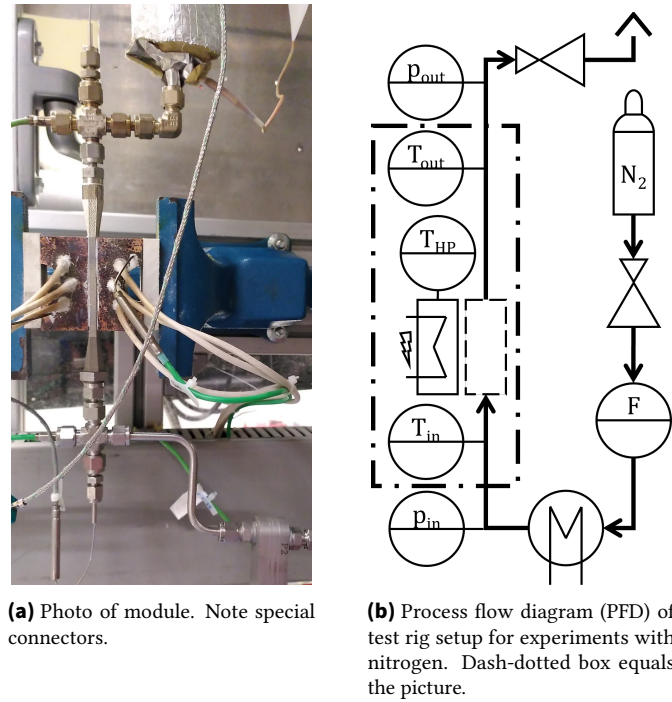 p_out
T_out
N₂
T_HP
F
T_in
p_in
(a) Photo of module. Note special
connectors.
(b) Process flow diagram (PFD) of
test rig setup for experiments with
nitrogen. Dash-dotted box equals
the picture.